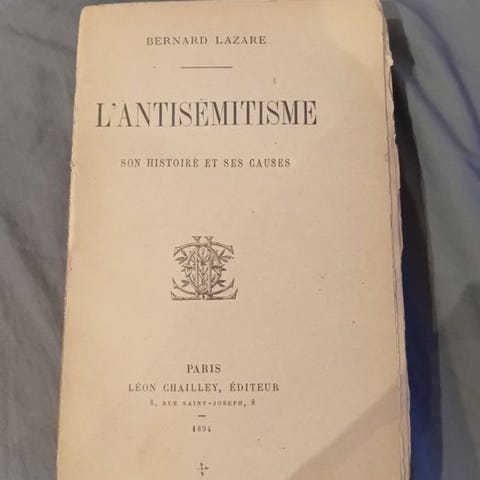 BERNARD LAZARE
L'ANTISÉMITISME
SON HISTOIRE ET SES CAUSES
PARIS
LÉON CHAILLEY, ÉDITEUR
8, RUE SAINT-JOSEPH, 8
1894